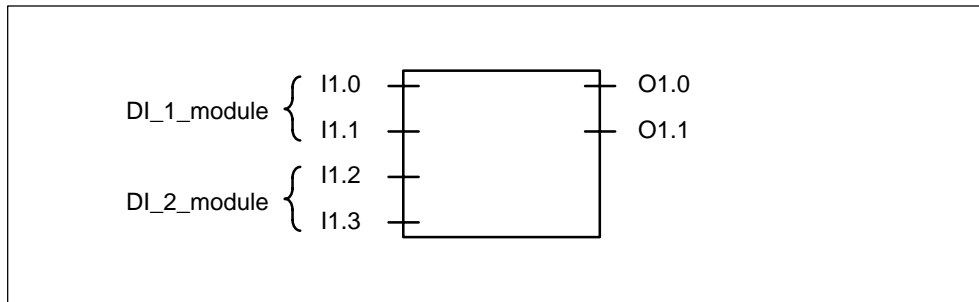 I1.0 O1.0
DI_1_module
I1.1 O1.1
I1.2
DI_2_module
I1.3